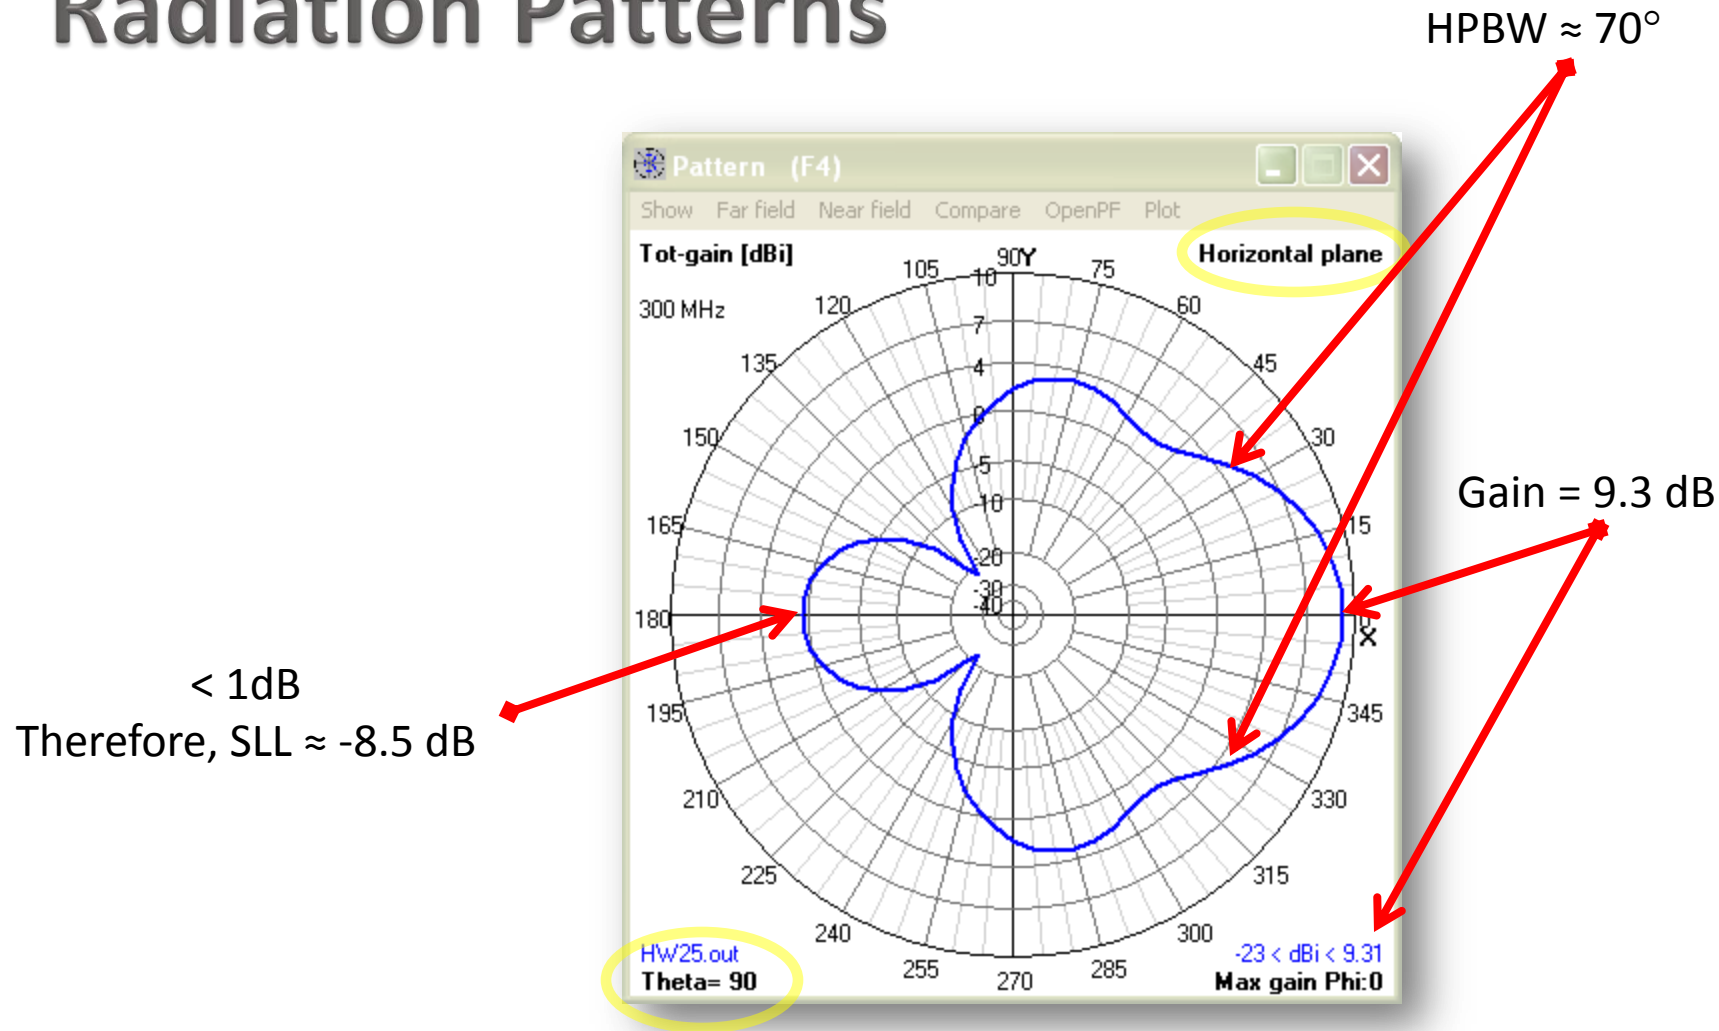 Radiation Patterns
HPBW ≈ 70°
Pattern (F4)
Show Far field Near field Compare OpenPF Plot
Tot-gain [dBi]
Horizontal plane
300 MHz
90Y
105
75
120
60
135
45
150
30
165
15
180
X
195
345
210
330
225
315
240
300
255
285
270
10
7
4
0
-5
-10
-20
-30
-40
Gain = 9.3 dB
< 1dB
Therefore, SLL ≈ -8.5 dB
HW25.out
Theta= 90
-23 < dBi < 9.31
Max gain Phi:0